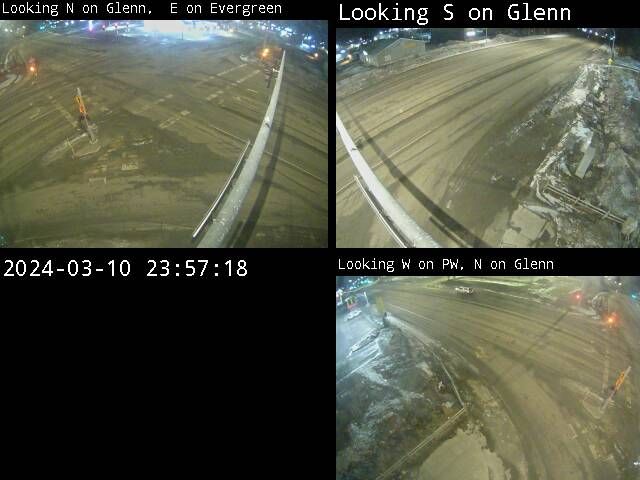 Looking N on Glenn,  E on Evergreen
Looking S on Glenn
2024-03-10 23:57:18
Looking W on PW, N on Glenn